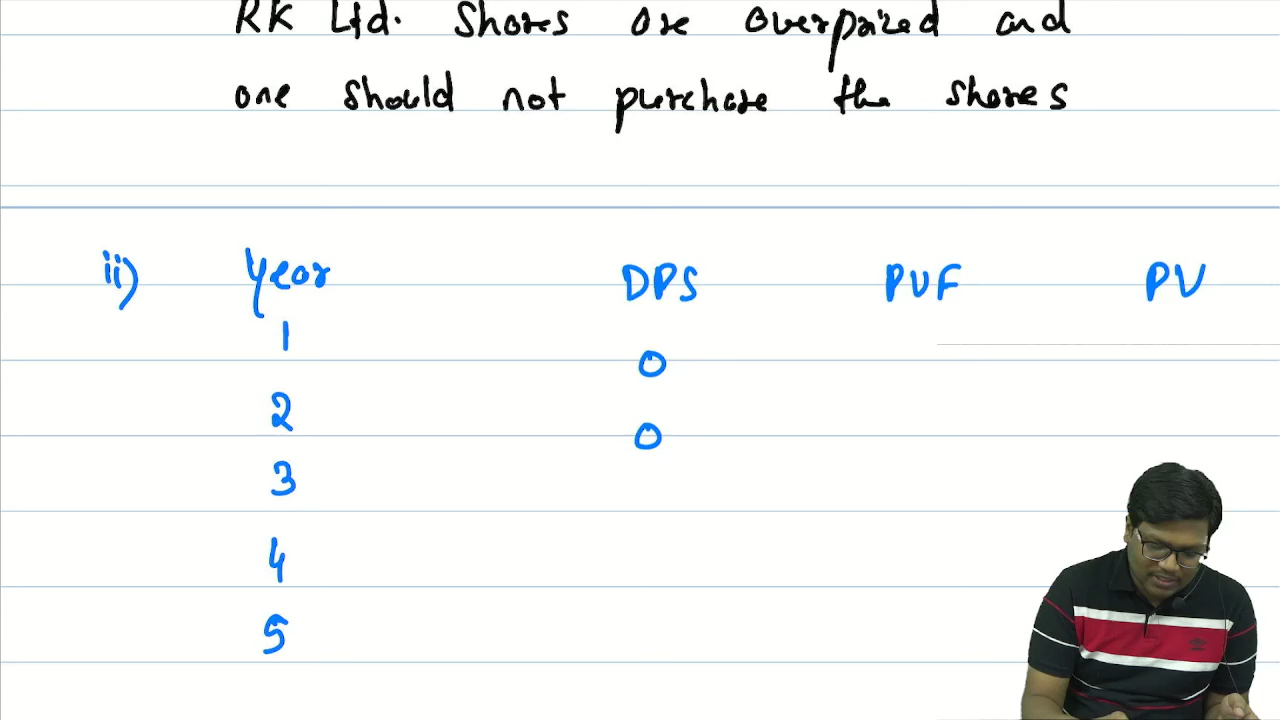 RK Ltd. Shares are overprized and
one should not purchase the shares
ii) Year DPS PVF PV
1 0
2 0
3
4
5